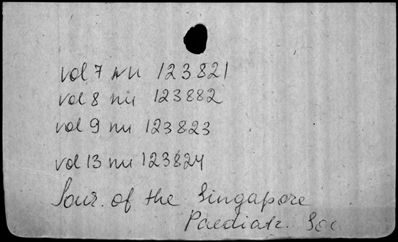 vol 7 nu 123821
vol 8 nu 123882
vol 9 nu 123823
vol 13 nu 123824
Jour. of the Singapore
Paediatr. Soc